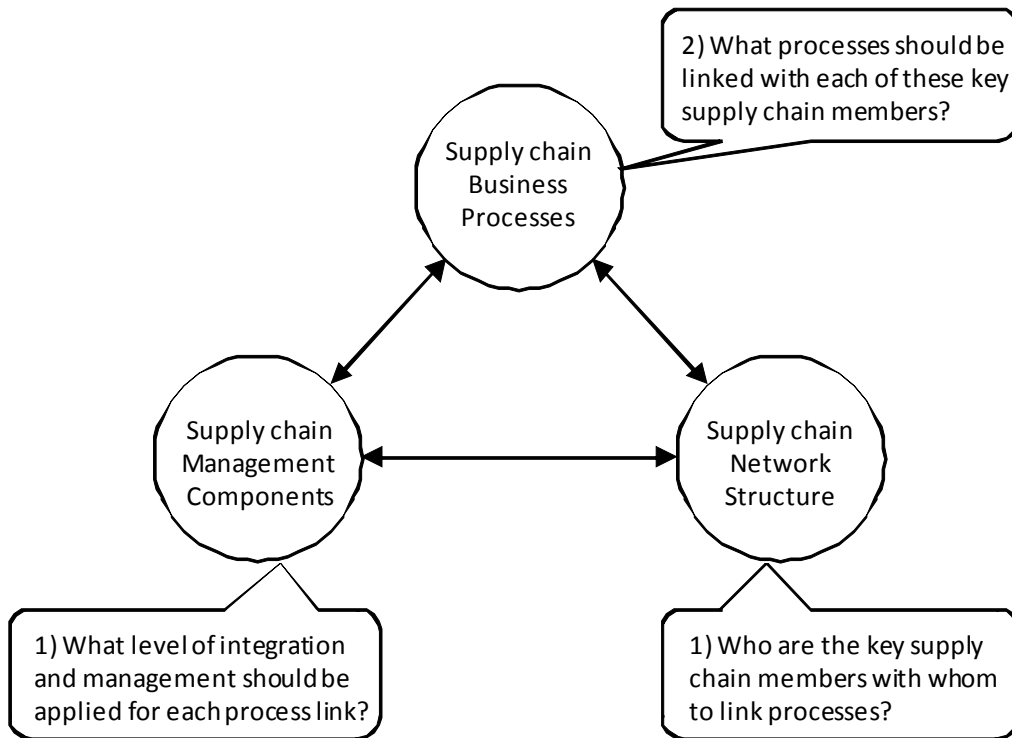 2) What processes should be
linked with each of these key
supply chain members?
Supply chain
Business
Processes
Supply chain
Management
Components
Supply chain
Network
Structure
1) What level of integration
and management should be
applied for each process link?
1) Who are the key supply
chain members with whom
to link processes?